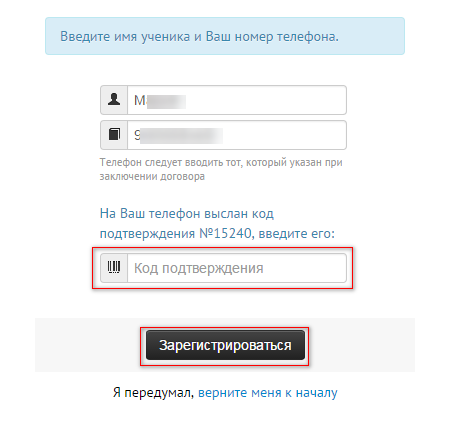 Введите имя ученика и Ваш номер телефона.
Телефон следует вводить тот, который указан при
заключении договора
На Ваш телефон выслан код
подтверждения №15240, введите его:
Код подтверждения
Зарегистрироваться
Я передумал, верните меня к началу